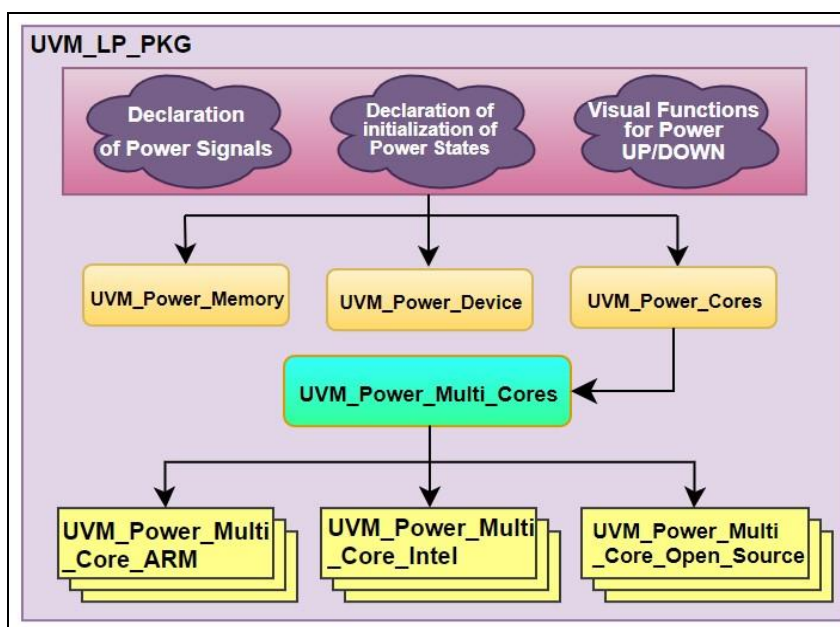 UVM_LP_PKG
Declaration
of Power Signals
Declaration of
initialization of
Power States
Visual Functions
for Power
UP/DOWN
UVM_Power_Memory
UVM_Power_Device
UVM_Power_Cores
UVM_Power_Multi_Cores
UVM_Power_Multi
_Core_ARM
UVM_Power_Multi
_Core_Intel
UVM_Power_Multi
_Core_Open_Source